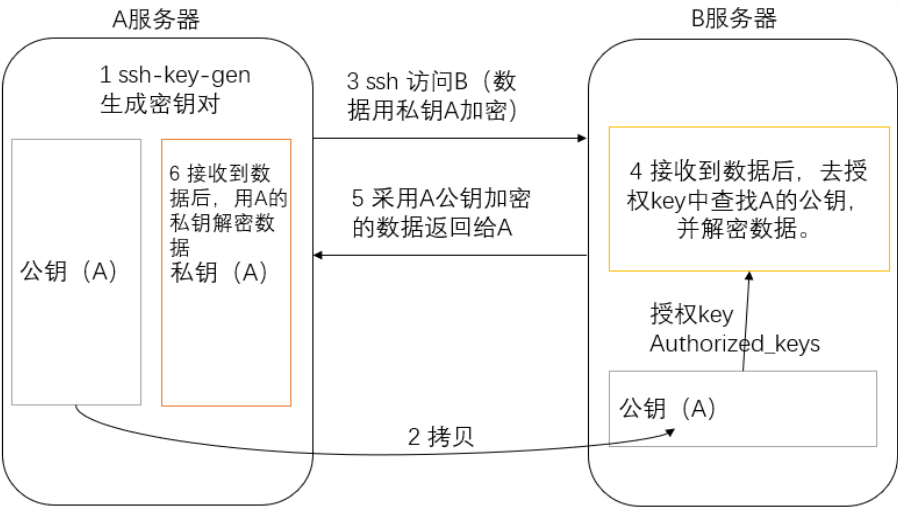 A服务器
B服务器
1 ssh-key-gen
生成密钥对
3 ssh 访问B（数
据用私钥A加密）
6 接收到数
据后，用A的
私钥解密数
据
私钥（A）
公钥（A）
5 采用A公钥加密
的数据返回给A
4 接收到数据后，去授
权key中查找A的公钥，
并解密数据。
授权key
Authorized_keys
公钥（A）
2 拷贝